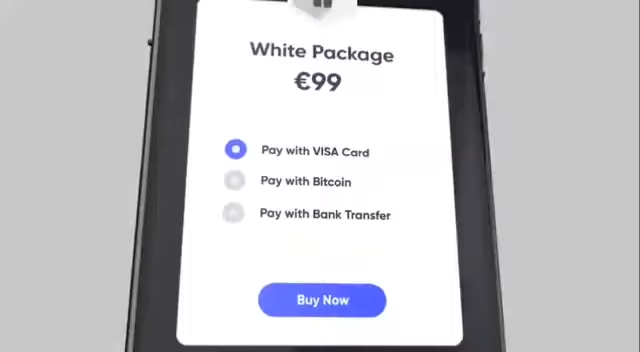 White Package
€99
Pay with VISA Card
Pay with Bitcoin
Pay with Bank Transfer
Buy Now